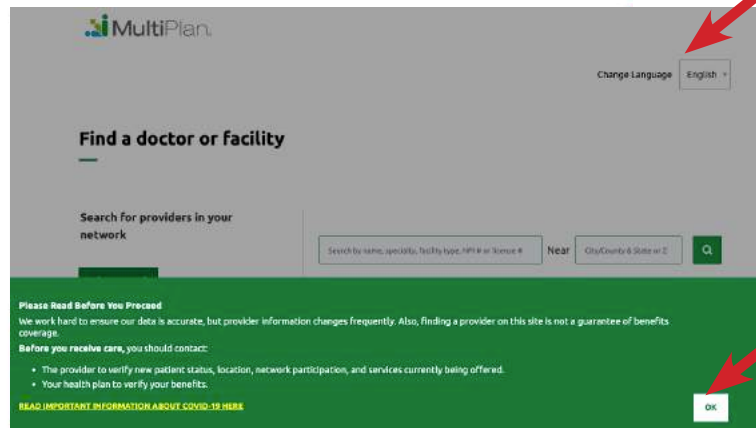 MultiPlan.
Change Language English
Find a doctor or facility
Search for providers in your
network
Search by name, specialty, facility type, NPI # or license # Near City/County & State or Z
Please Read Before You Proceed
We work hard to ensure our data is accurate, but provider information changes frequently. Also, finding a provider on this site is not a guarantee of benefits
coverage.
Before you receive care, you should contact:
• The provider to verify new patient status, location, network participation, and services currently being offered.
• Your health plan to verify your benefits.
READ IMPORTANT INFORMATION ABOUT COVID-19 HERE
OK